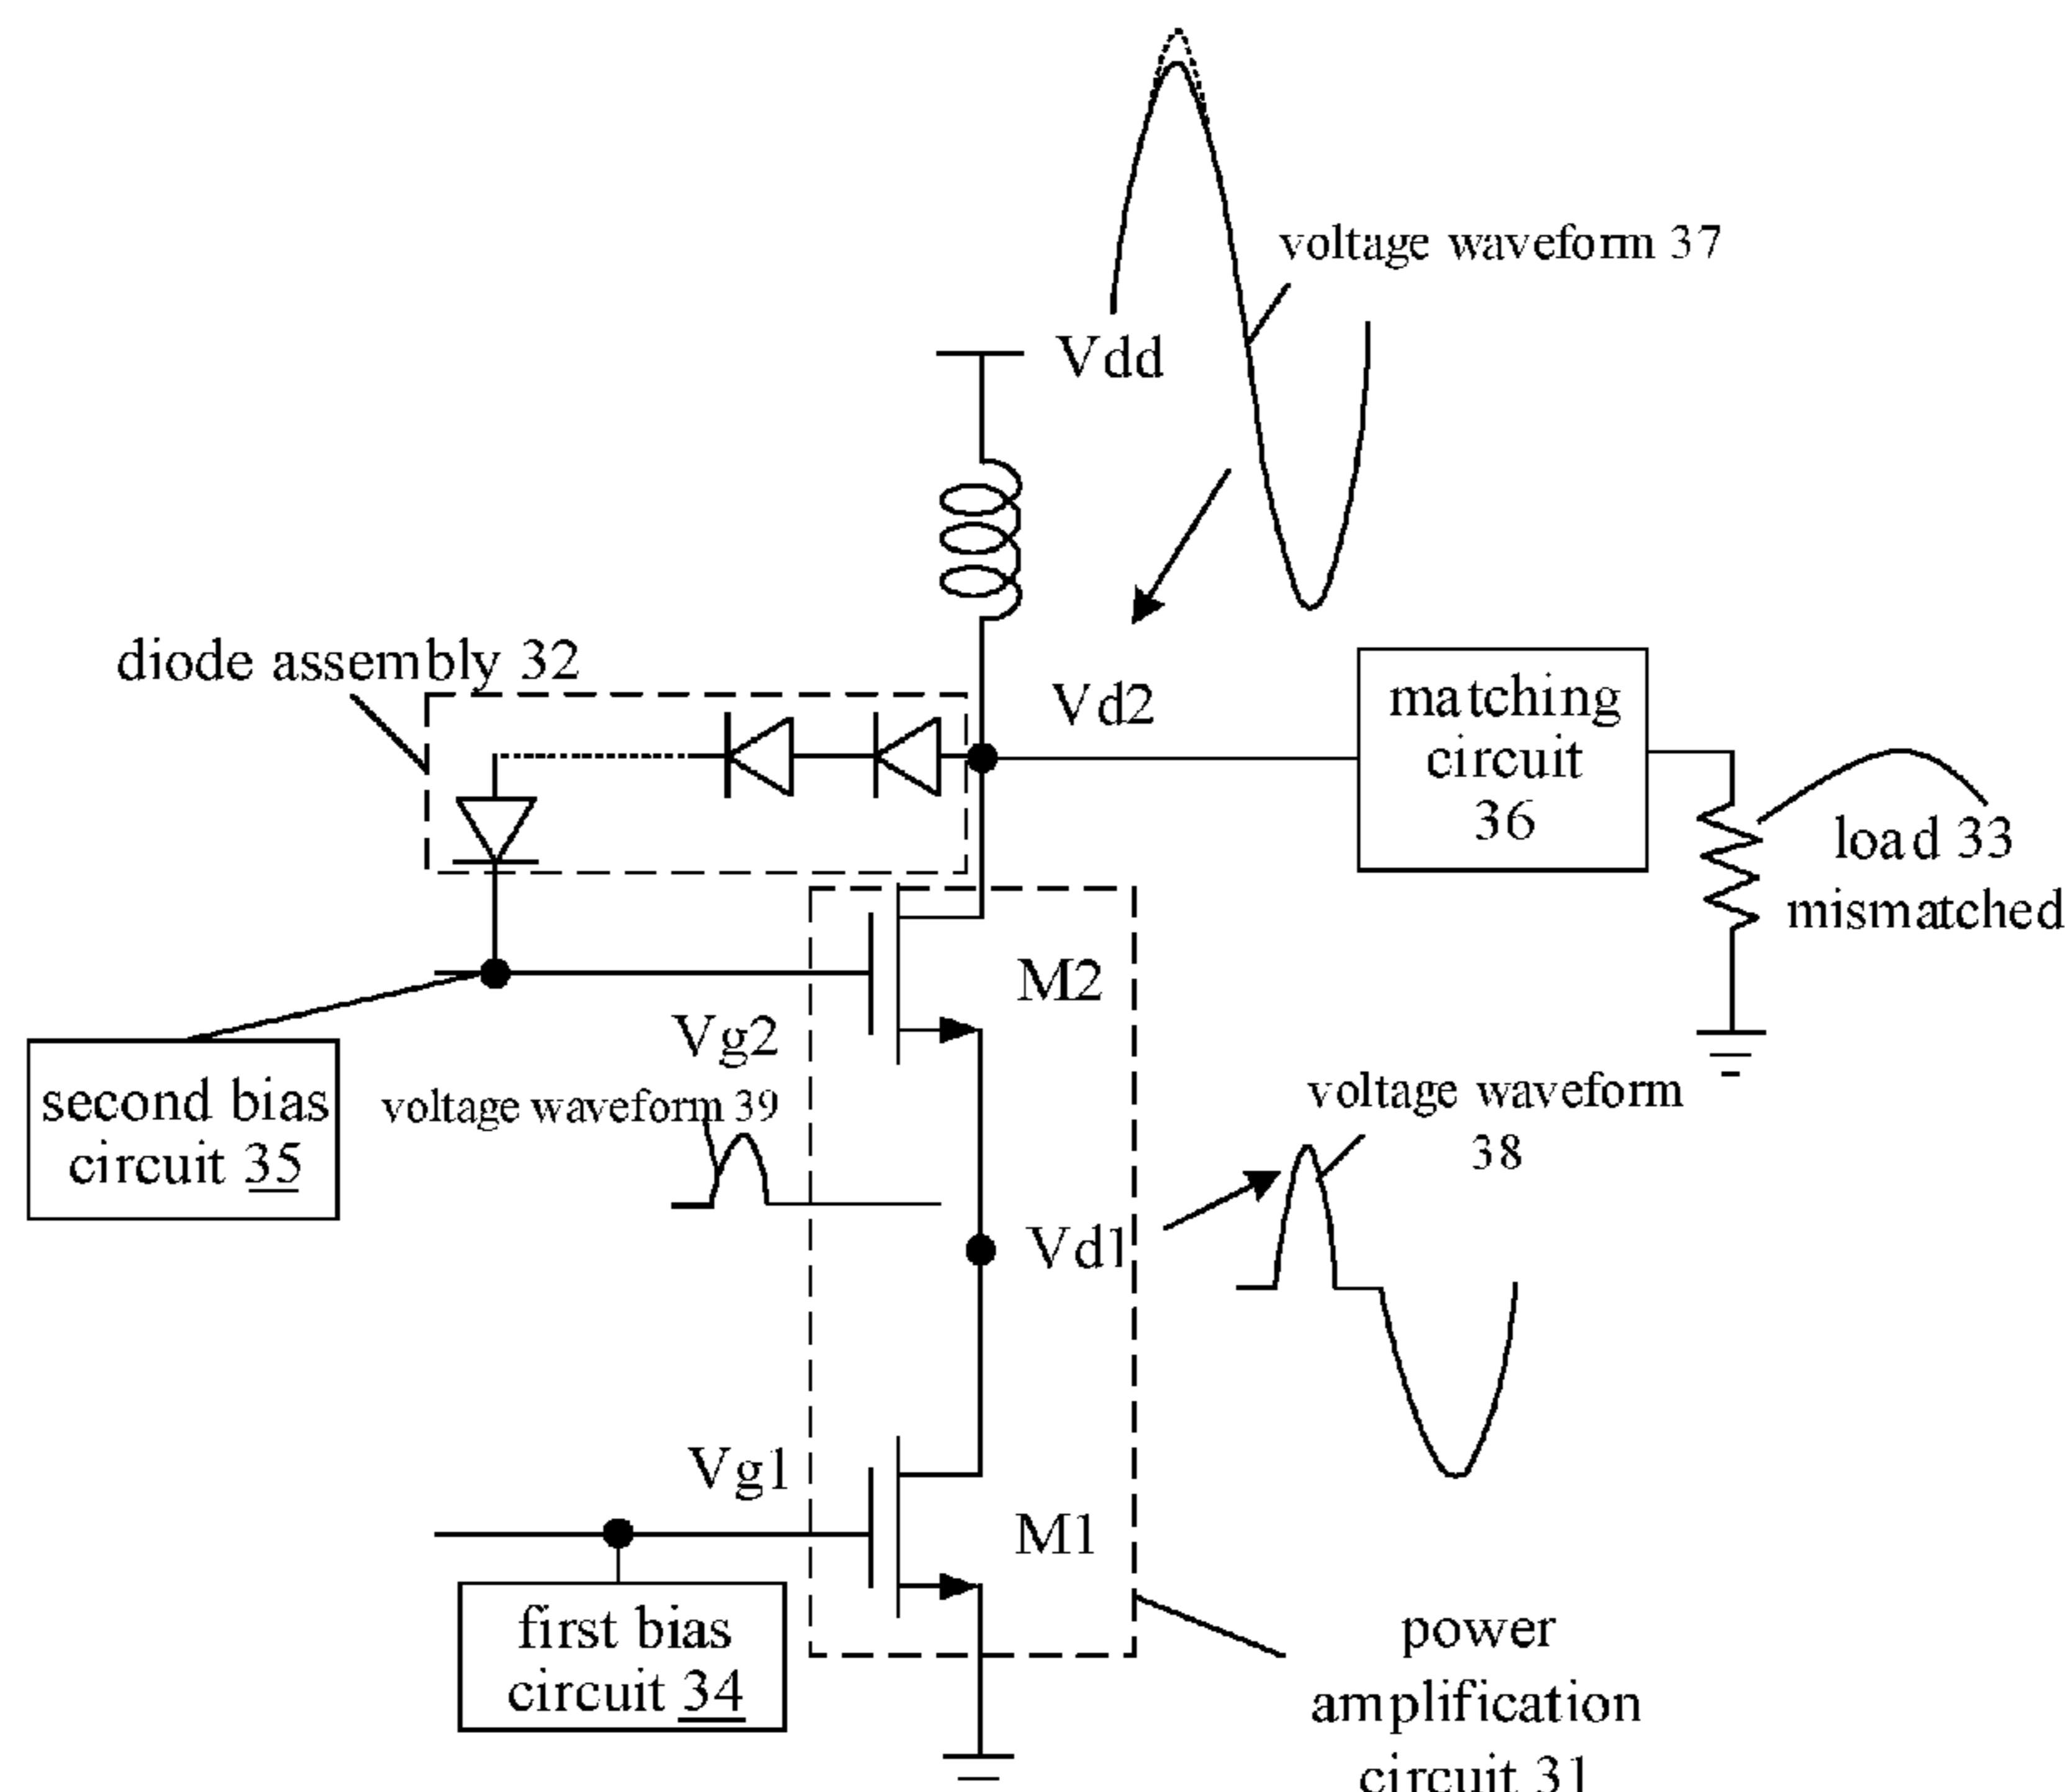 voltage waveform 37
Vdd
diode assembly 32
Vd2
matching
circuit
36
load 33
mismatched
M2
Vg2
second bias
circuit 35
voltage waveform 39
voltage waveform
38
Vd1
Vg1
M1
first bias
circuit 34
power
amplification
circuit 31